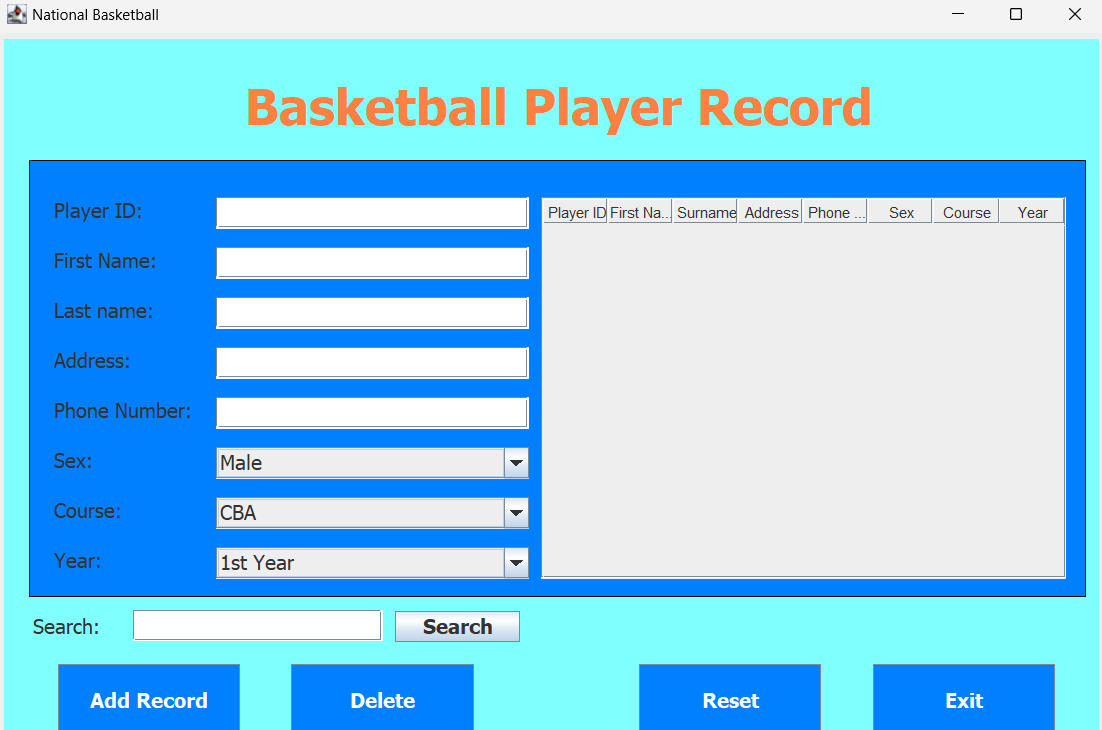 National Basketball
Basketball Player Record
Player ID:
First Name:
Last name:
Address:
Phone Number:
Sex: Male
Course: CBA
Year: 1st Year
Player ID First Na... Surname Address Phone ... Sex Course Year
Search: Search
Add Record Delete Reset Exit